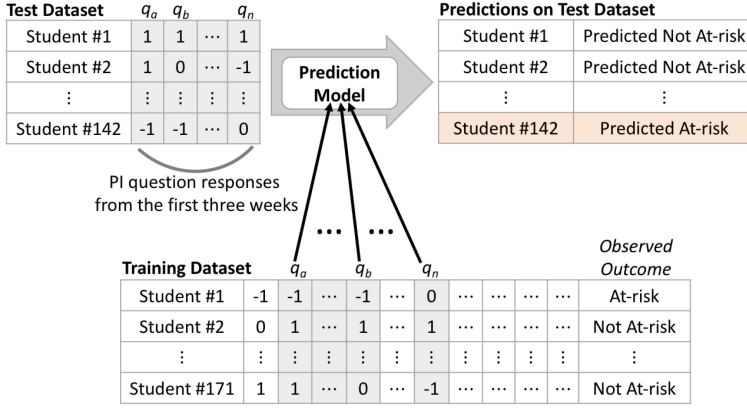 Test Dataset q_a q_b q_n
Student #1 1 1 ⋯ 1
Student #2 1 0 ⋯ -1
⋮ ⋮ ⋮ ⋮ ⋮
Student #142 -1 -1 ⋯ 0
PI question responses
from the first three weeks
Prediction
Model
Predictions on Test Dataset
Student #1 Predicted Not At-risk
Student #2 Predicted Not At-risk
⋮ ⋮
Student #142 Predicted At-risk
⋯ ⋯
Observed
Training Dataset q_a q_b q_n Outcome
Student #1 -1 -1 ⋯ -1 ⋯ 0 ⋯ ⋯ ⋯ ⋯ At-risk
Student #2 0 1 ⋯ 1 ⋯ 1 ⋯ ⋯ ⋯ ⋯ Not At-risk
⋮ ⋮ ⋮ ⋮ ⋮ ⋮ ⋮ ⋮ ⋮ ⋮ ⋮ ⋮
Student #171 1 1 ⋯ 0 ⋯ -1 ⋯ ⋯ ⋯ ⋯ Not At-risk